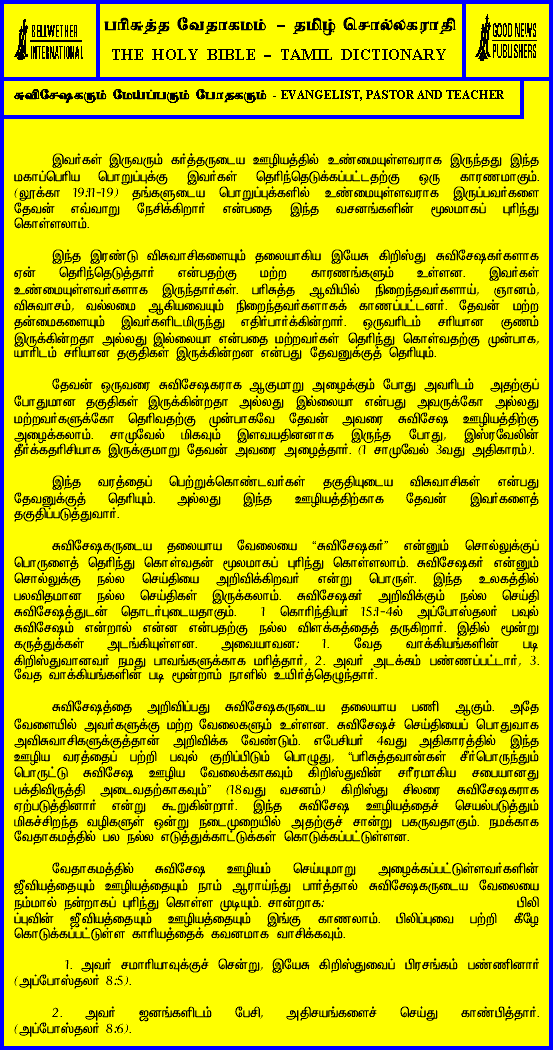 BELLWETHER
INTERNATIONAL
பரிசுத்த வேதாகமம் – தமிழ் சொல்லகராதி
THE HOLY BIBLE – TAMIL DICTIONARY
GOOD NEWS
PUBLISHERS
சுவிசேஷகரும் மேய்ப்பரும் போதகரும் - EVANGELIST, PASTOR AND TEACHER
இவர்கள் இருவரும் கர்த்தருடைய ஊழியத்தில் உண்மையுள்ளவராக இருந்தது இந்த
மகாப்பெரிய பொறுப்புக்கு இவர்கள் தெரிந்தெடுக்கப்பட்டதற்கு ஒரு காரணமாகும்.
(லூக்கா 19:11-19) தங்களுடைய பொறுப்புக்களில் உண்மையுள்ளவராக இருப்பவர்களை
தேவன் எவ்வாறு நேசிக்கிறார் என்பதை இந்த வசனங்களின் மூலமாகப் புரிந்து
கொள்ளலாம்.
இந்த இரண்டு விசுவாசிகளையும் தலையாகிய இயேசு கிறிஸ்து சுவிசேஷகர்களாக
ஏன் தெரிந்தெடுத்தார் என்பதற்கு மற்ற காரணங்களும் உள்ளன. இவர்கள்
உண்மையுள்ளவர்களாக இருந்தார்கள். பரிசுத்த ஆவியில் நிறைந்தவர்களாய், ஞானம்,
விசுவாசம், வல்லமை ஆகியவையும் நிறைந்தவர்களாகக் காணப்பட்டனர். தேவன் மற்ற
தன்மைகளையும் இவர்களிடமிருந்து எதிர்பார்க்கின்றார். ஒருவரிடம் சரியான குணம்
இருக்கின்றதா அல்லது இல்லையா என்பதை மற்றவர்கள் தெரிந்து கொள்வதற்கு முன்பாக,
யாரிடம் சரியான தகுதிகள் இருக்கின்றன என்பது தேவனுக்குத் தெரியும்.
தேவன் ஒருவரை சுவிசேஷகராக ஆகுமாறு அழைக்கும் போது அவரிடம் அதற்குப்
போதுமான தகுதிகள் இருக்கின்றதா அல்லது இல்லையா என்பது அவருக்கோ அல்லது
மற்றவர்களுக்கோ தெரிவதற்கு முன்பாகவே தேவன் அவரை சுவிசேஷ ஊழியத்திற்கு
அழைக்கலாம். சாமுவேல் மிகவும் இளவயதினனாக இருந்த போது, இஸ்ரவேலின்
தீர்க்கதரிசியாக இருக்குமாறு தேவன் அவரை அழைத்தார். (1 சாமுவேல் 3வது அதிகாரம்).
இந்த வரத்தைப் பெற்றுக்கொண்டவர்கள் தகுதியுடைய விசுவாசிகள் என்பது
தேவனுக்குத் தெரியும். அல்லது இந்த ஊழியத்திற்காக தேவன் இவர்களைத்
தகுதிப்படுத்துவார்.
சுவிசேஷகருடைய தலையாய வேலையை “சுவிசேஷகர்” என்னும் சொல்லுக்குப்
பொருளைத் தெரிந்து கொள்வதன் மூலமாகப் புரிந்து கொள்ளலாம். சுவிசேஷகர் என்னும்
சொல்லுக்கு நல்ல செய்தியை அறிவிக்கிறவர் என்று பொருள். இந்த உலகத்தில்
பலவிதமான நல்ல செய்திகள் இருக்கலாம். சுவிசேஷகர் அறிவிக்கும் நல்ல செய்தி
சுவிசேஷத்துடன் தொடர்புடையதாகும். 1 கொரிந்தியர் 15:1-4ல் அப்போஸ்தலர் பவுல்
சுவிசேஷம் என்றால் என்ன என்பதற்கு நல்ல விளக்கத்தைத் தருகிறார். இதில் மூன்று
கருத்துக்கள் அடங்கியுள்ளன. அவையாவன: 1. வேத வாக்கியங்களின் படி
கிறிஸ்துவானவர் நமது பாவங்களுக்காக மரித்தார், 2. அவர் அடக்கம் பண்ணப்பட்டார், 3.
வேத வாக்கியங்களின் படி மூன்றாம் நாளில் உயிர்த்தெழுந்தார்.
சுவிசேஷத்தை அறிவிப்பது சுவிசேஷகருடைய தலையாய பணி ஆகும். அதே
வேளையில் அவர்களுக்கு மற்ற வேலைகளும் உள்ளன. சுவிசேஷச் செய்தியைப் பொதுவாக
அவிசுவாசிகளுக்குத்தான் அறிவிக்க வேண்டும். எபேசியர் 4வது அதிகாரத்தில் இந்த
ஊழிய வரத்தைப் பற்றி பவுல் குறிப்பிடும் பொழுது, “பரிசுத்தவான்கள் சீர்பொருந்தும்
பொருட்டு சுவிசேஷ ஊழிய வேலைக்காகவும் கிறிஸ்துவின் சரீரமாகிய சபையானது
பக்திவிருத்தி அடைவதற்காகவும்” (18வது வசனம்) கிறிஸ்து சிலரை சுவிசேஷகராக
ஏற்படுத்தினார் என்று கூறுகின்றார். இந்த சுவிசேஷ ஊழியத்தைச் செயல்படுத்தும்
மிகச்சிறந்த வழிகளுள் ஒன்று நடைமுறையில் அதற்குச் சான்று பகருவதாகும். நமக்காக
வேதாகமத்தில் பல நல்ல எடுத்துக்காட்டுக்கள் கொடுக்கப்பட்டுள்ளன.
வேதாகமத்தில் சுவிசேஷ ஊழியம் செய்யுமாறு அழைக்கப்பட்டுள்ளவர்களின்
ஜீவியத்தையும் ஊழியத்தையும் நாம் ஆராய்ந்து பார்த்தால் சுவிசேஷகருடைய வேலையை
நம்மால் நன்றாகப் புரிந்து கொள்ள முடியும். சான்றாக: பிலி
ப்புவின் ஜீவியத்தையும் ஊழியத்தையும் இங்கு காணலாம். பிலிப்புவை பற்றி கீழே
கொடுக்கப்பட்டுள்ள காரியத்தைக் கவனமாக வாசிக்கவும்.
1. அவர் சமாரியாவுக்குச் சென்று, இயேசு கிறிஸ்துவைப் பிரசங்கம் பண்ணினார்
(அப்போஸ்தலர் 8:5).
2. அவர் ஜனங்களிடம் பேசி, அதிசயங்களைச் செய்து காண்பித்தார்.
(அப்போஸ்தலர் 8:6).